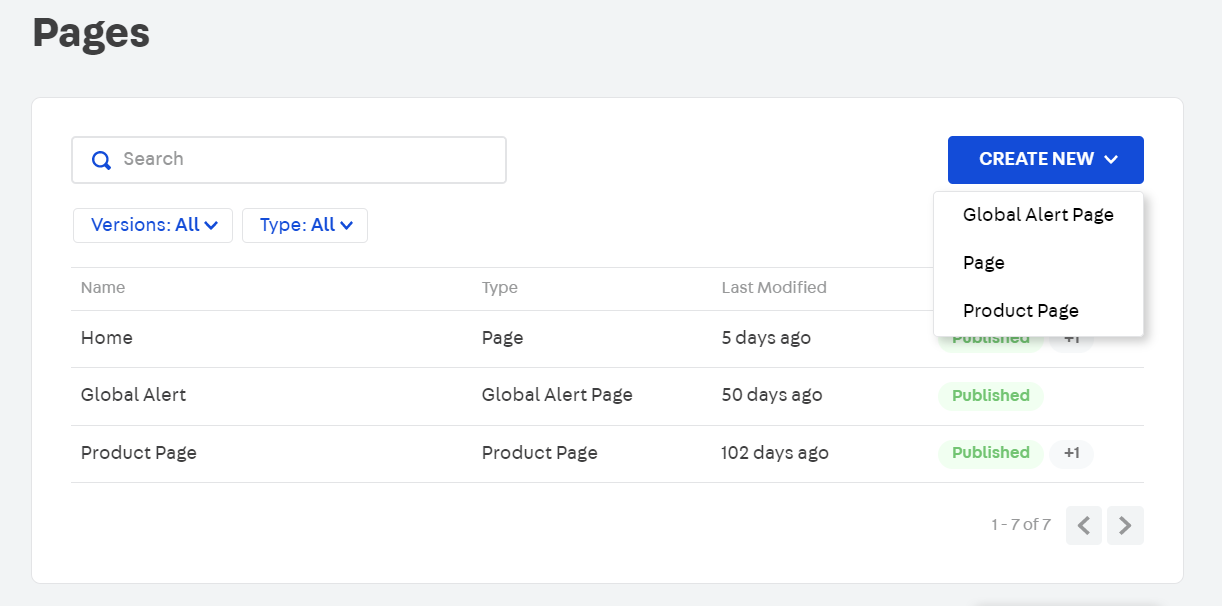 Pages
Search
CREATE NEW
Versions: All
Type: All
Global Alert Page
Page
Product Page
Name Type Last Modified
Home Page 5 days ago Published +1
Global Alert Global Alert Page 50 days ago Published
Product Page Product Page 102 days ago Published +1
1 - 7 of 7